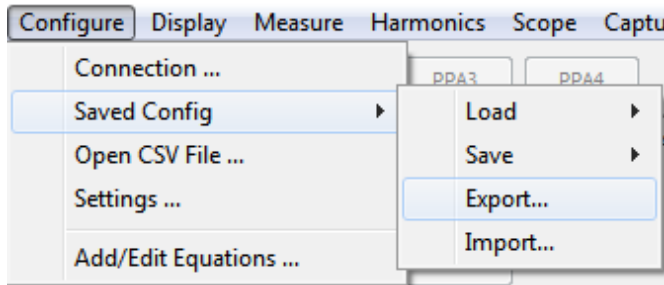 Configure Display Measure Harmonics Scope Captu
Connection ...
PPA3 PPA4
Saved Config
Load
Open CSV File ...
Save
Settings ...
Export...
Import...
Add/Edit Equations ...